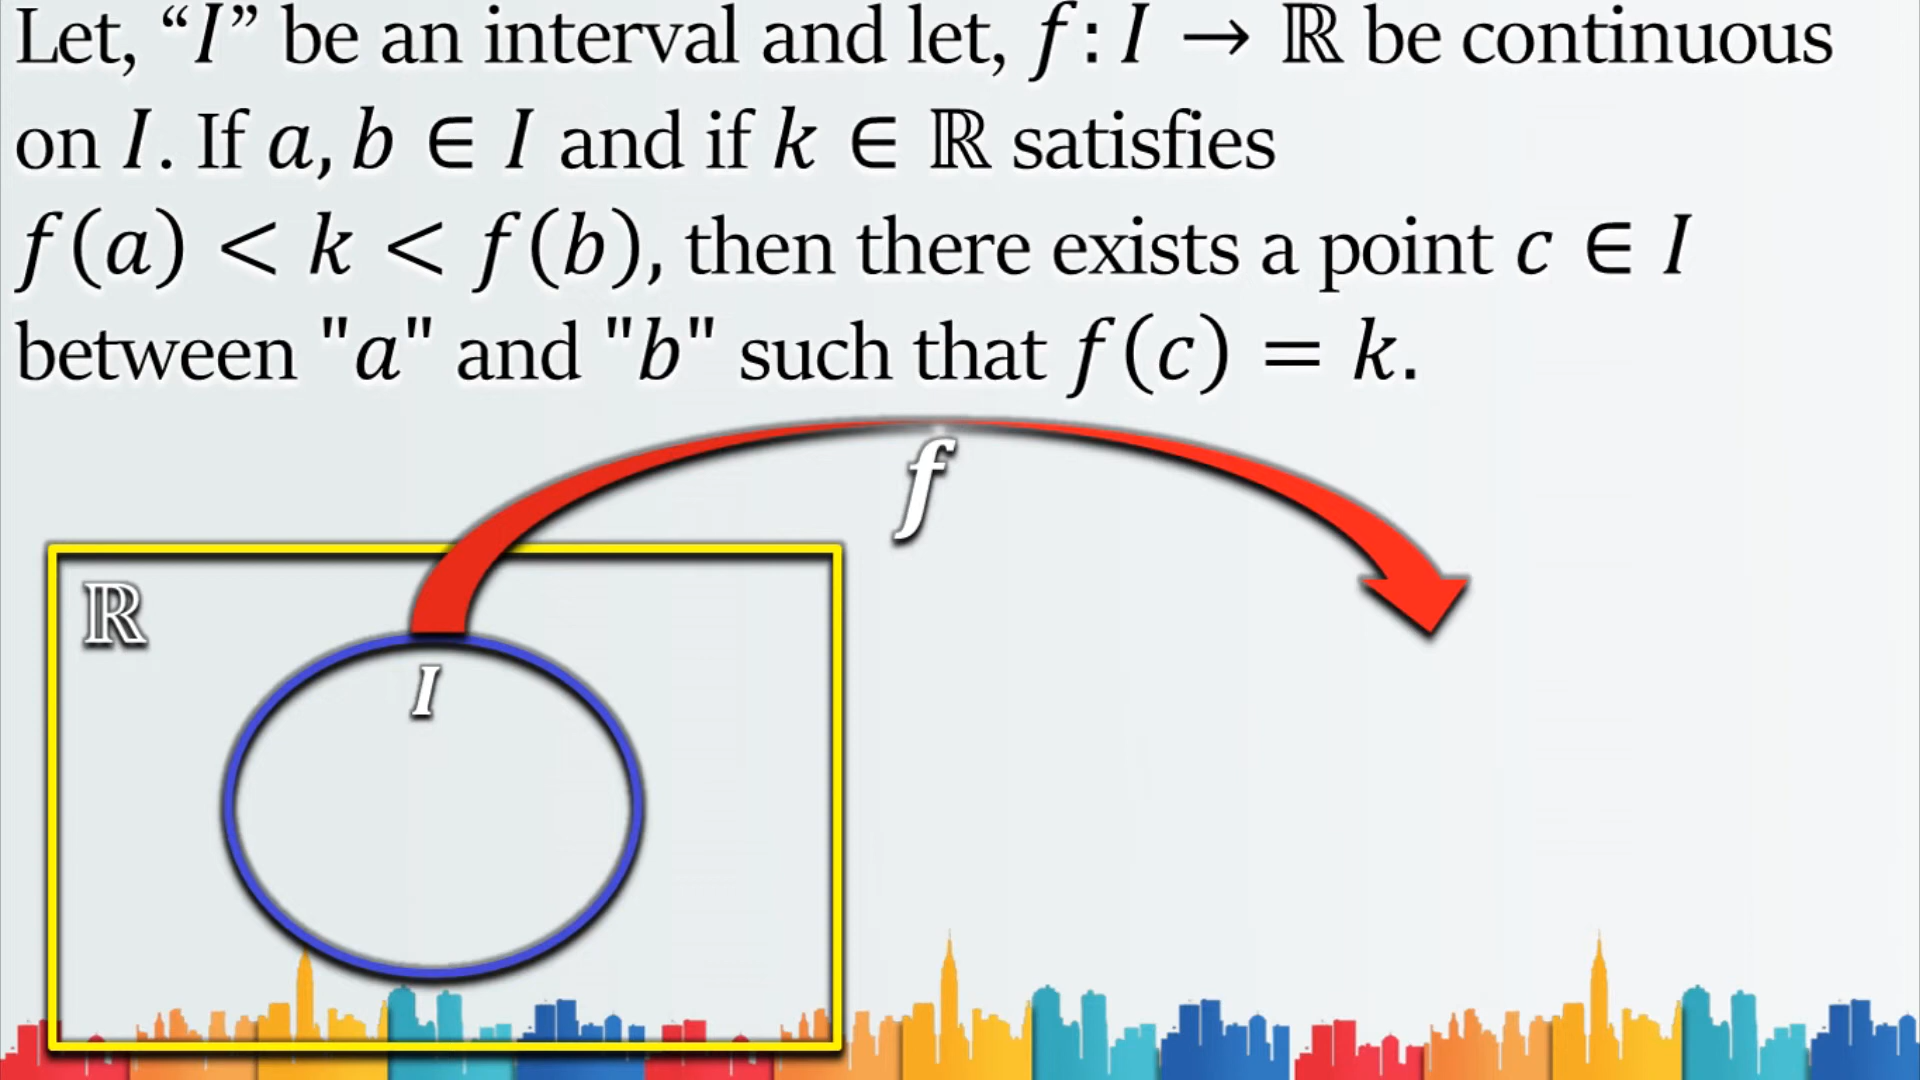 Let, “I” be an interval and let, f : I → ℝ be continuous
on I. If a, b ∈ I and if k ∈ ℝ satisfies
f(a) < k < f(b), then there exists a point c ∈ I
between "a" and "b" such that f(c) = k.
f
ℝ
I